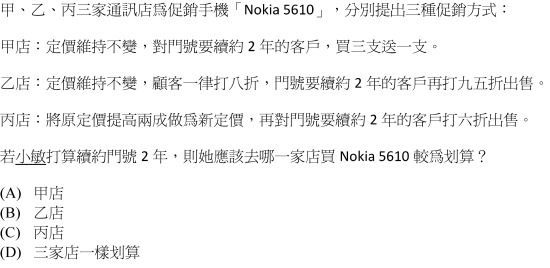 甲、乙、丙三家通訊店為促銷手機「Nokia 5610」，分別提出三種促銷方式：
甲店：定價維持不變，對門號要續約 2 年的客戶，買三支送一支。
乙店：定價維持不變，顧客一律打八折，門號要續約 2 年的客戶再打九五折出售。
丙店：將原定價提高兩成做為新定價，再對門號要續約 2 年的客戶打六折出售。
若小敏打算續約門號 2 年，則她應該去哪一家店買 Nokia 5610 較為划算？
(A) 甲店
(B) 乙店
(C) 丙店
(D) 三家店一樣划算